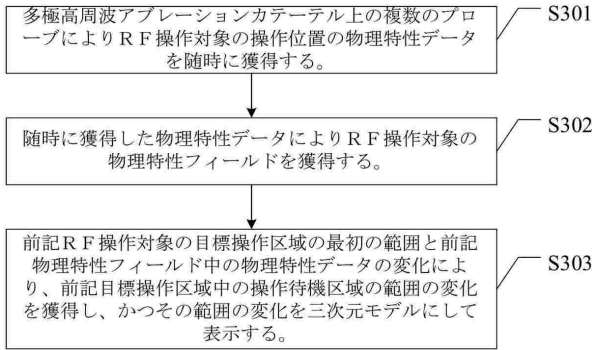 多極高周波アブレーションカテーテル上の複数のプロ
ーブによりＲＦ操作対象の操作位置の物理特性データ
を随時に獲得する。
S301
随時に獲得した物理特性データによりＲＦ操作対象の
物理特性フィールドを獲得する。
S302
前記ＲＦ操作対象の目標操作区域の最初の範囲と前記
物理特性フィールド中の物理特性データの変化によ
り、前記目標操作区域中の操作待機区域の範囲の変化
を獲得し、かつその範囲の変化を三次元モデルにして
表示する。
S303